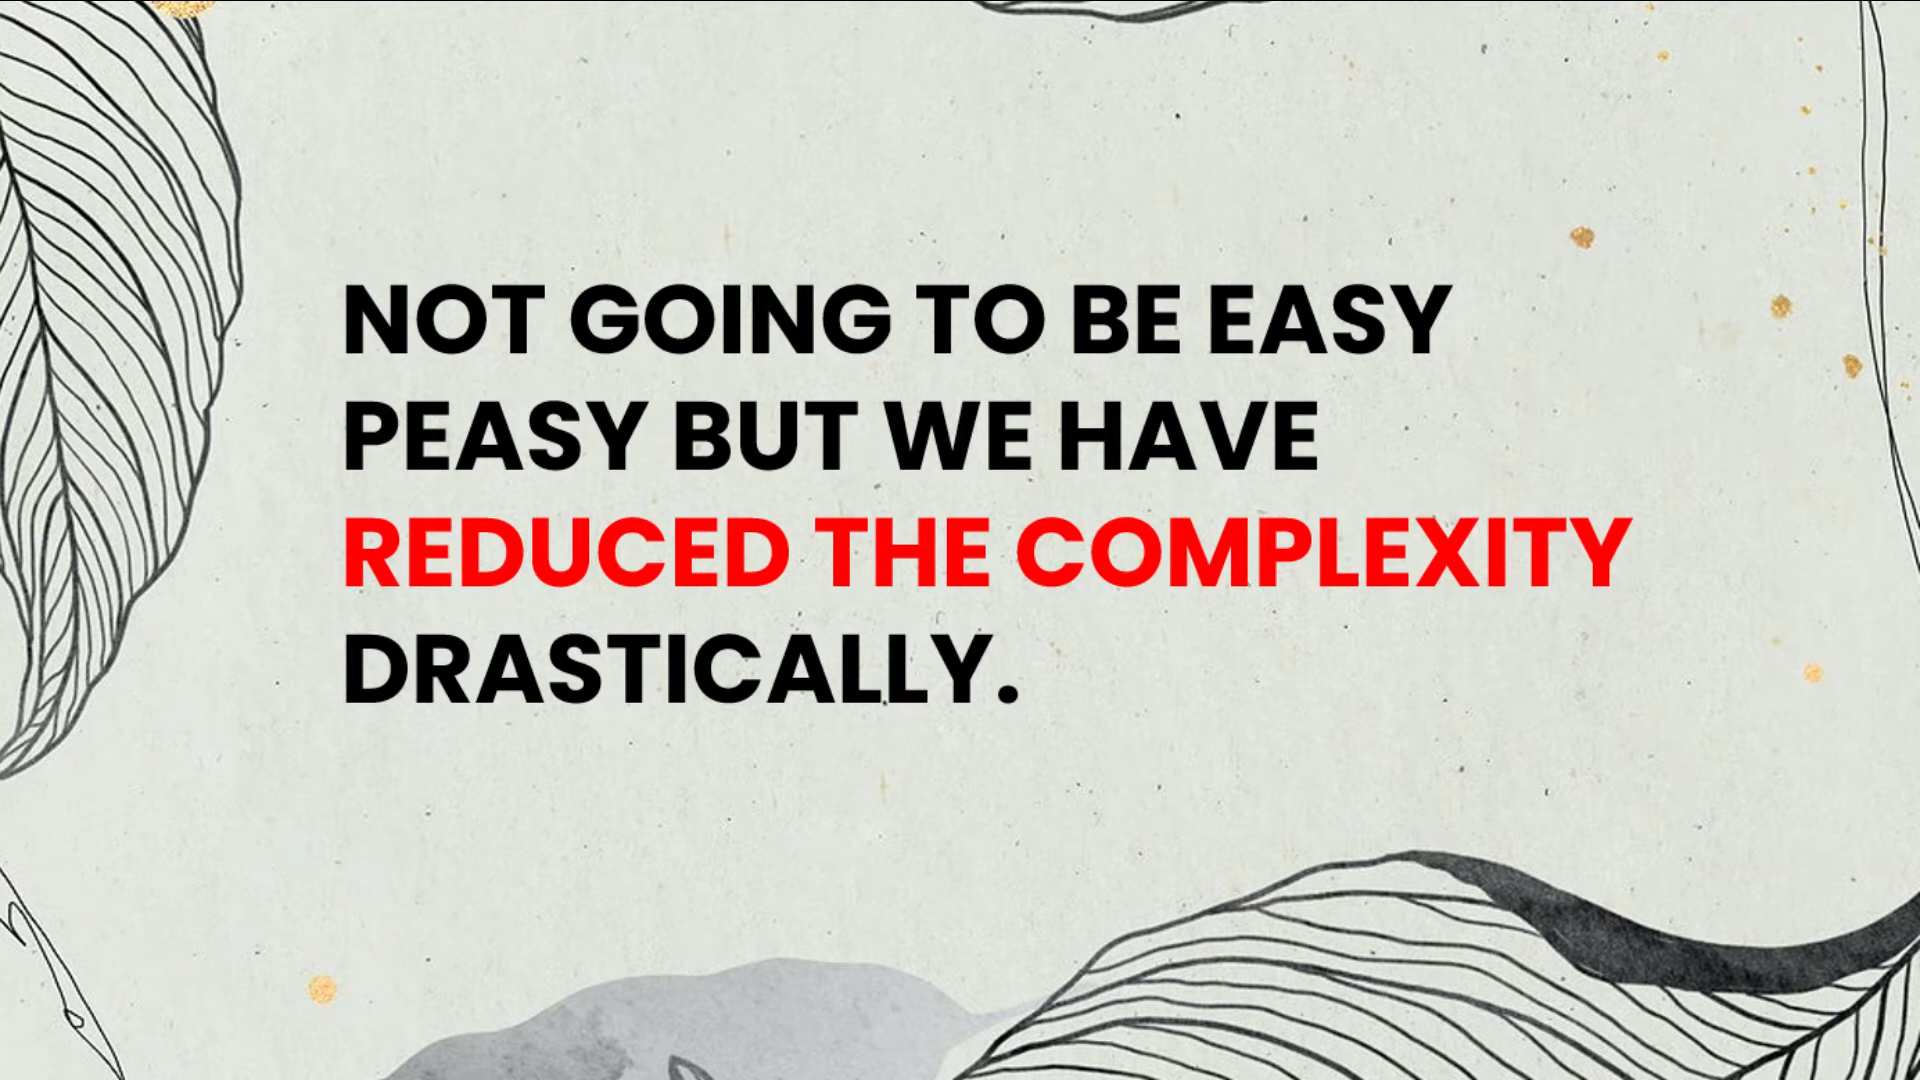 NOT GOING TO BE EASY
PEASY BUT WE HAVE
REDUCED THE COMPLEXITY
DRASTICALLY.